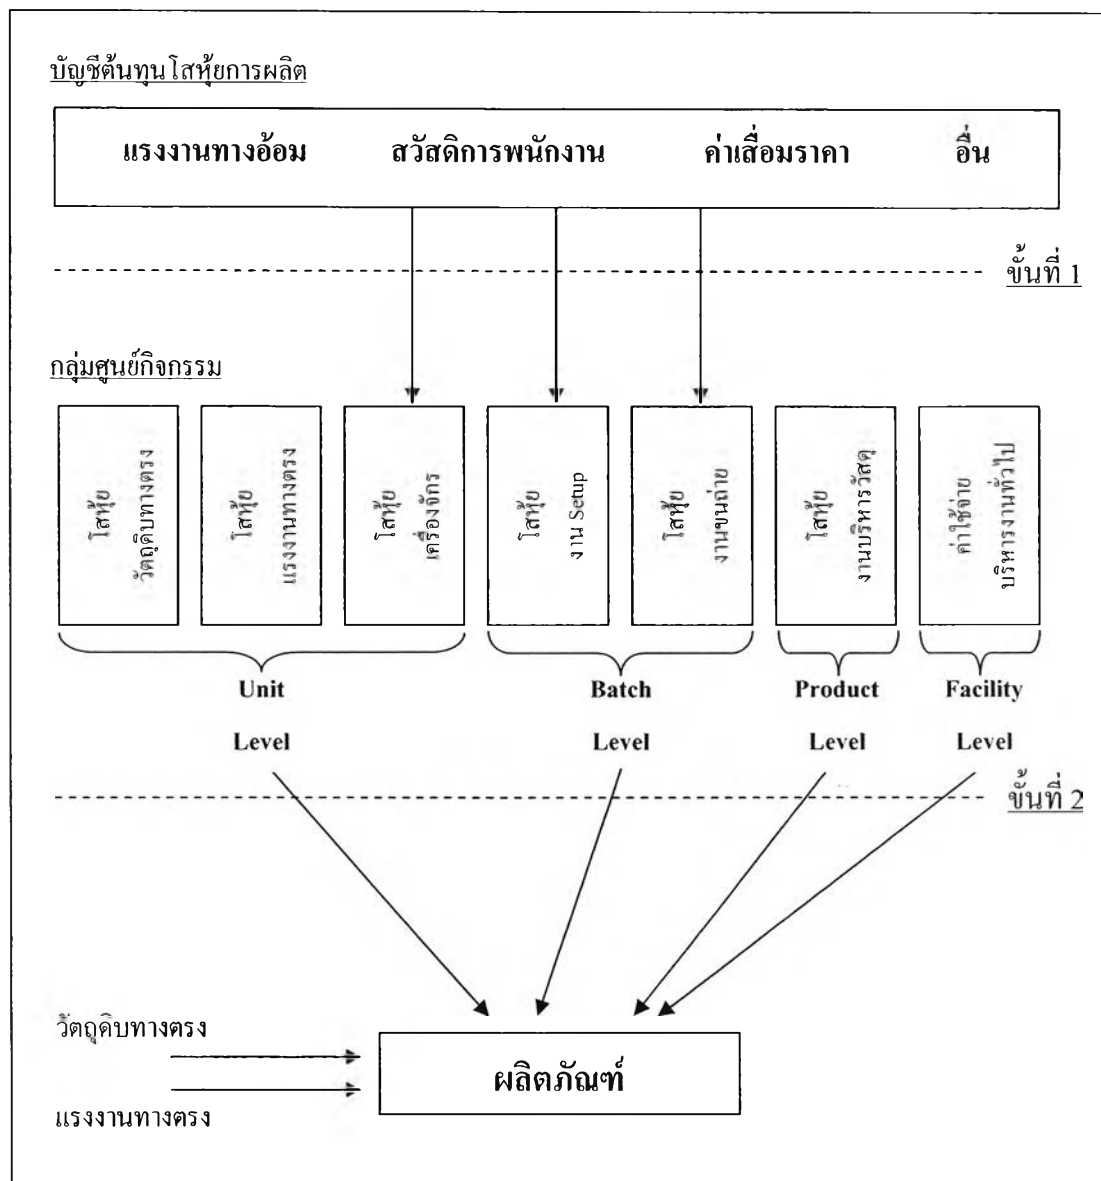 บัญชีต้นทุนโสหุ้ยการผลิต
แรงงานทางอ้อม สวัสดิการพนักงาน ค่าเสื่อมราคา อื่น
ขั้นที่ 1
กลุ่มศูนย์กิจกรรม
โสหุ้ย
วัตถุดิบทางตรง
โสหุ้ย
แรงงานทางตรง
โสหุ้ย
เครื่องจักร
โสหุ้ย
งาน Setup
โสหุ้ย
งานขนถ่าย
โสหุ้ย
งานบริหารวัสดุ
ค่าใช้จ่าย
บริหารงานทั่วไป
Unit
Level
Batch
Level
Product
Level
Facility
Level
ขั้นที่ 2
วัตถุดิบทางตรง
ผลิตภัณฑ์
แรงงานทางตรง